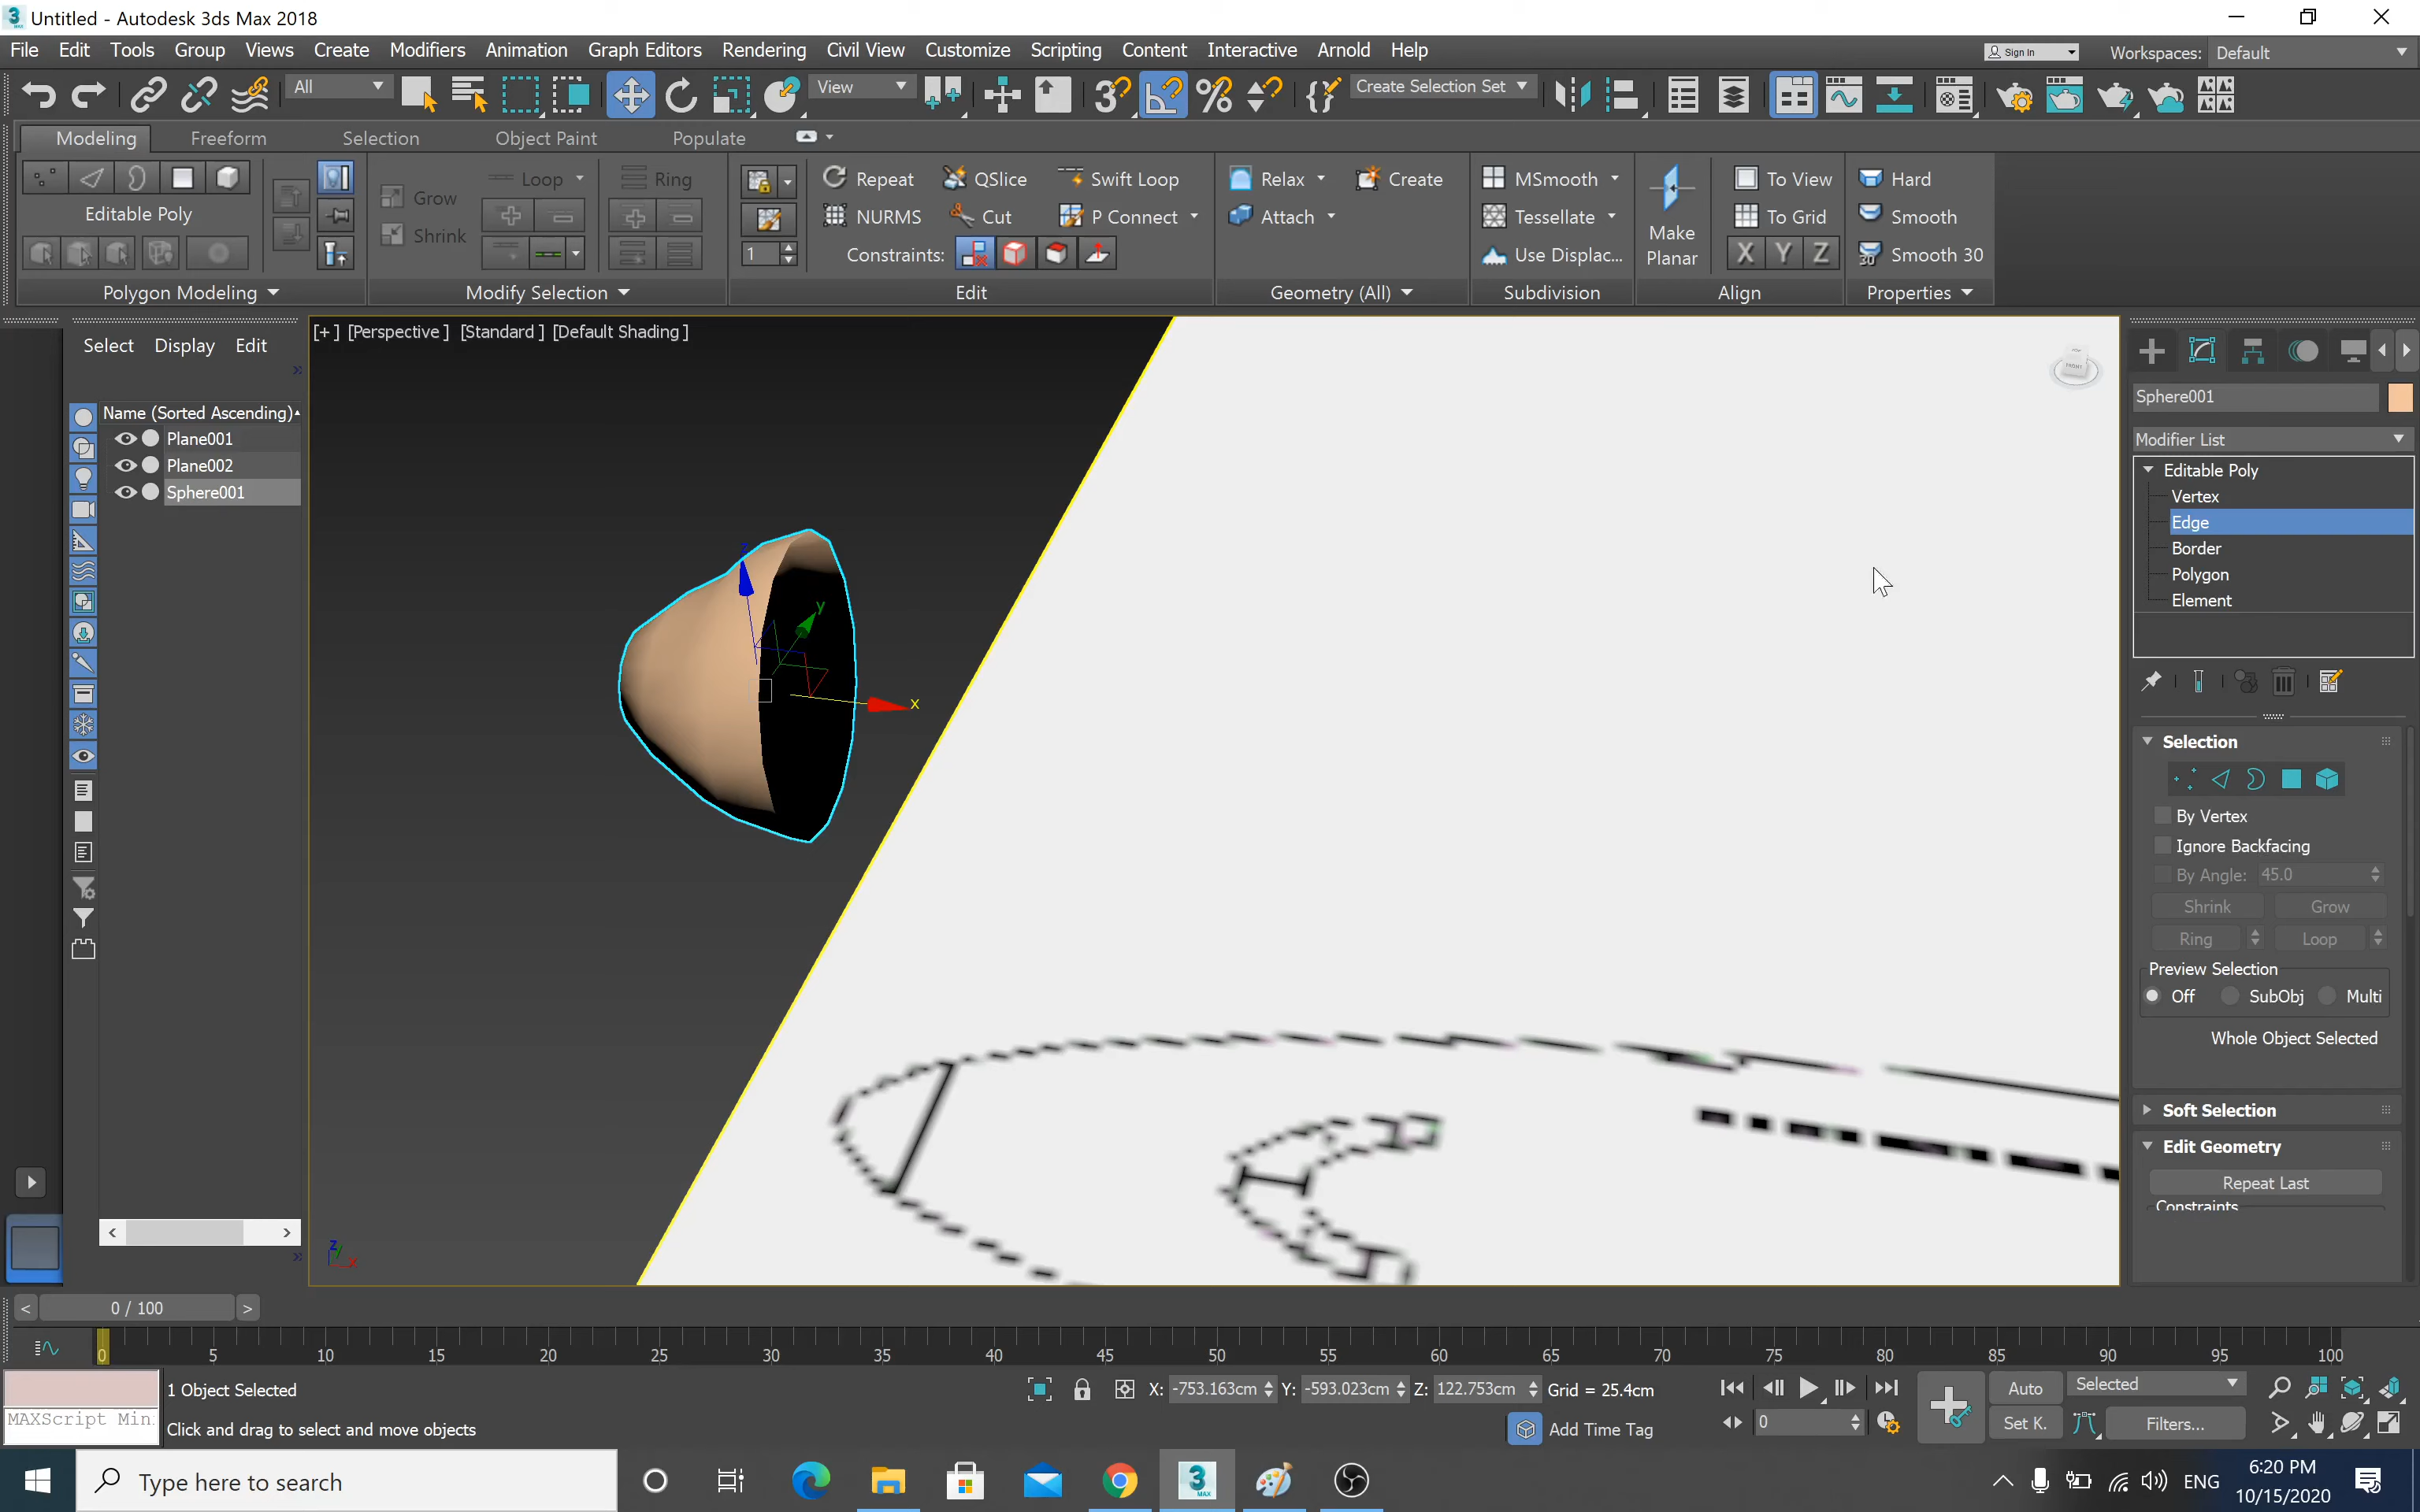 Untitled - Autodesk 3ds Max 2018
File Edit Tools Group Views Create Modifiers Animation Graph Editors Rendering Civil View Customize Scripting Content Interactive Arnold Help
Sign In
Workspaces: Default
All
View
Create Selection Set
Modeling Freeform Selection Object Paint Populate
Loop Ring
Repeat QSlice Swift Loop
Relax Create
MSmooth
To View Hard
Editable Poly
Grow
NURMS Cut P Connect
Attach
Tessellate
To Grid Smooth
Shrink
1
Constraints:
Use Displac...
Make
Planar
X Y Z
30 Smooth 30
Polygon Modeling Modify Selection Edit Geometry (All) Subdivision Align Properties
Select Display Edit
[+] [Perspective ] [Standard ] [Default Shading ]
FRONT
Name (Sorted Ascending)
Plane001
Plane002
Sphere001
x
y
Sphere001
Modifier List
Editable Poly
Vertex
Edge
Border
Polygon
Element
Selection
By Vertex
Ignore Backfacing
By Angle: 45.0
Shrink Grow
Ring Loop
Preview Selection
Off SubObj Multi
Whole Object Selected
Soft Selection
Edit Geometry
Repeat Last
Constraints
z y x
< 0 / 100 >
0 5 10 15 20 25 30 35 40 45 50 55 60 65 70 75 80 85 90 95 100
1 Object Selected
X: -753.163cm Y: -593.023cm Z: 122.753cm Grid = 25.4cm
Auto Selected
MAXScript Min
Click and drag to select and move objects
Add Time Tag
0
Set K. Filters...
Type here to search
3
MAX
ENG
6:20 PM
10/15/2020